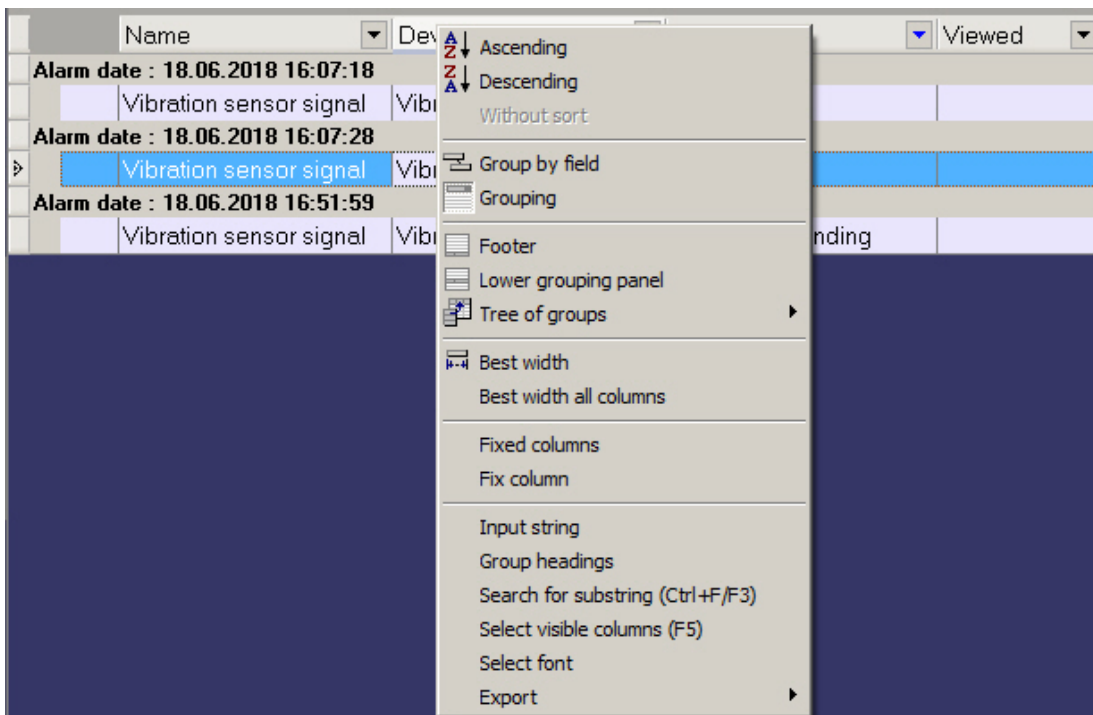 Name Dev Viewed
Alarm date : 18.06.2018 16:07:18
Vibration sensor signal Vibr
Alarm date : 18.06.2018 16:07:28
Vibration sensor signal Vibr
Alarm date : 18.06.2018 16:51:59
Vibration sensor signal Vibr nding
Ascending
Descending
Without sort
Group by field
Grouping
Footer
Lower grouping panel
Tree of groups
Best width
Best width all columns
Fixed columns
Fix column
Input string
Group headings
Search for substring (Ctrl+F/F3)
Select visible columns (F5)
Select font
Export